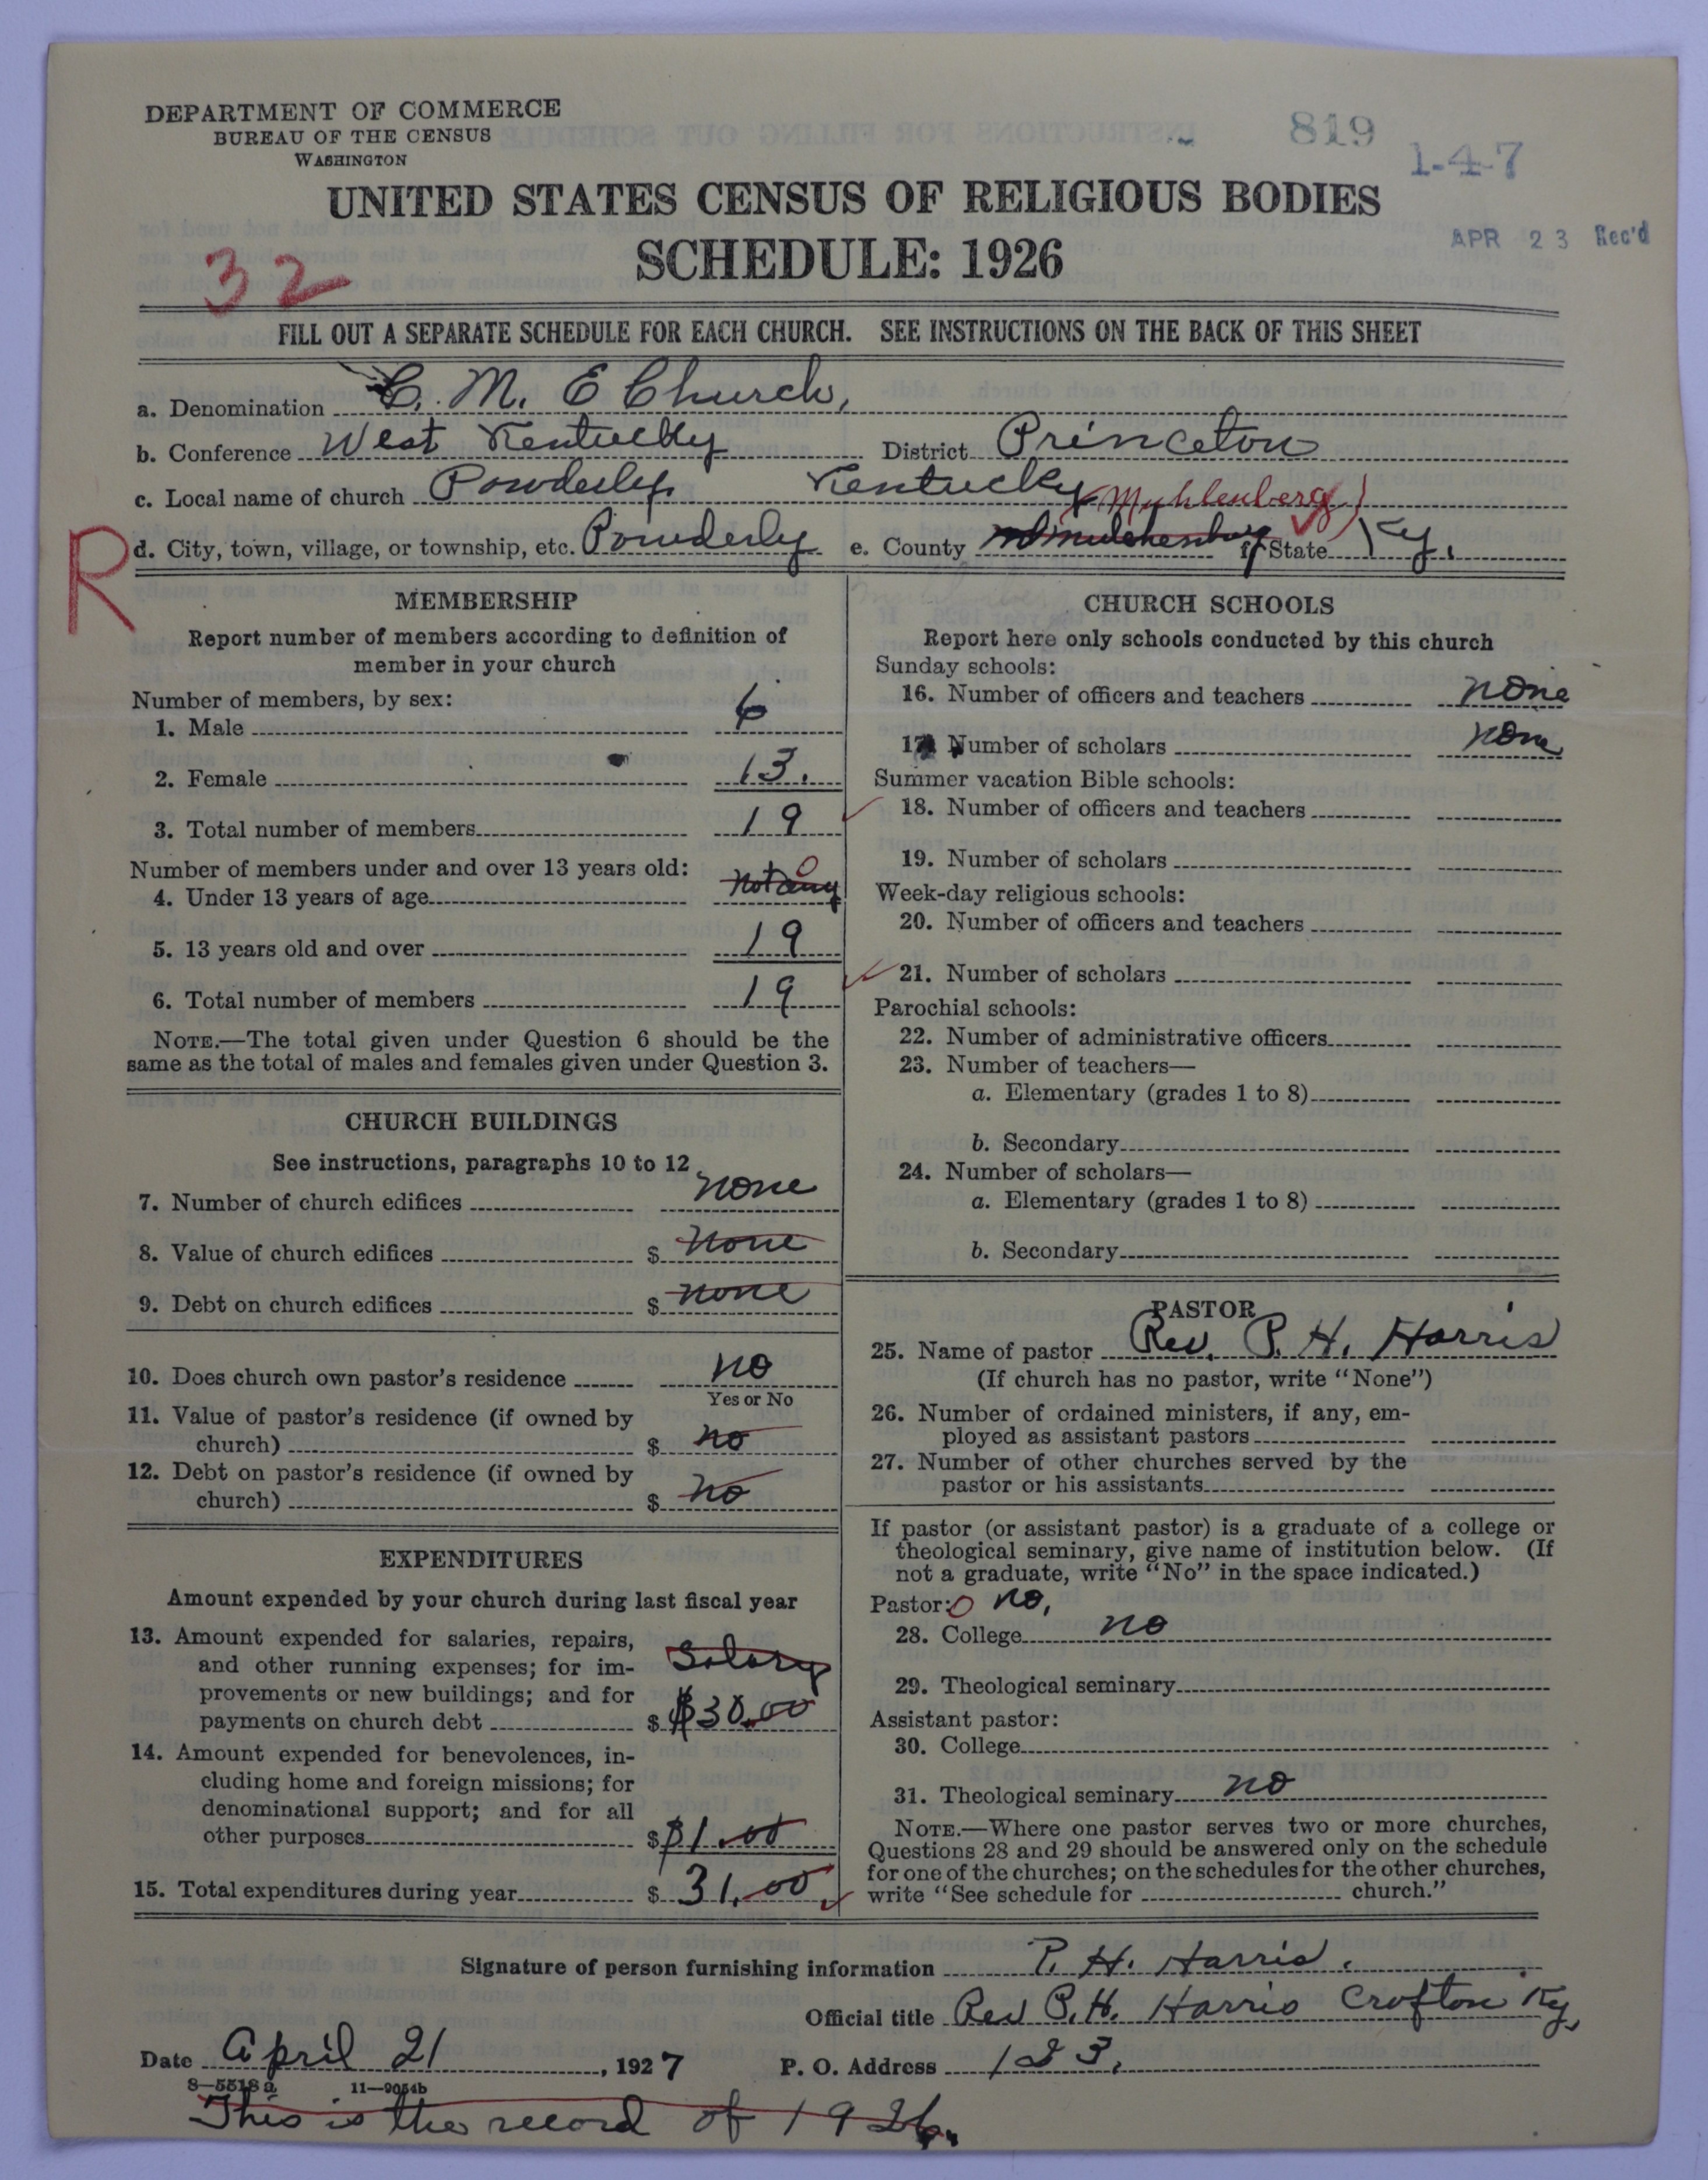 DEPARTMENT OF COMMERCE
BUREAU OF THE CENSUS
WASHINGTON
819
1-4-7
UNITED STATES CENSUS OF RELIGIOUS BODIES
SCHEDULE: 1926
APR 23 Rec'd
32
FILL OUT A SEPARATE SCHEDULE FOR EACH CHURCH. SEE INSTRUCTIONS ON THE BACK OF THIS SHEET
a. Denomination C. M. E Church,
b. Conference West Kentucky District Princeton
c. Local name of church Powderly. Kentucky (Muhlenberg)
R
d. City, town, village, or township, etc. Powderly e. County f. State Ky.
MEMBERSHIP
Report number of members according to definition of
member in your church
Number of members, by sex:
1. Male 6
2. Female 13.
3. Total number of members 19
Number of members under and over 13 years old:
4. Under 13 years of age not any 0
5. 13 years old and over 19
6. Total number of members 19
NOTE.—The total given under Question 6 should be the
same as the total of males and females given under Question 3.
CHURCH BUILDINGS
See instructions, paragraphs 10 to 12
7. Number of church edifices none
8. Value of church edifices $ none
9. Debt on church edifices $ none
10. Does church own pastor's residence no
Yes or No
11. Value of pastor's residence (if owned by
church) $ no
12. Debt on pastor's residence (if owned by
church) $ no
EXPENDITURES
Amount expended by your church during last fiscal year
13. Amount expended for salaries, repairs,
and other running expenses; for im- Salary
provements or new buildings; and for
payments on church debt $ $30.00
14. Amount expended for benevolences, in-
cluding home and foreign missions; for
denominational support; and for all
other purposes $ $1.00
15. Total expenditures during year $ 31.00
CHURCH SCHOOLS
Report here only schools conducted by this church
Sunday schools:
16. Number of officers and teachers none
17. Number of scholars none
Summer vacation Bible schools:
18. Number of officers and teachers
19. Number of scholars
Week-day religious schools:
20. Number of officers and teachers
21. Number of scholars
Parochial schools:
22. Number of administrative officers
23. Number of teachers—
a. Elementary (grades 1 to 8)
b. Secondary
24. Number of scholars—
a. Elementary (grades 1 to 8)
b. Secondary
PASTOR
25. Name of pastor Rev. P. H. Harris
(If church has no pastor, write "None")
26. Number of ordained ministers, if any, em-
ployed as assistant pastors
27. Number of other churches served by the
pastor or his assistants
If pastor (or assistant pastor) is a graduate of a college or
theological seminary, give name of institution below. (If
not a graduate, write "No" in the space indicated.)
Pastor: 0 no,
28. College no
29. Theological seminary
Assistant pastor:
30. College
31. Theological seminary no
NOTE.—Where one pastor serves two or more churches,
Questions 28 and 29 should be answered only on the schedule
for one of the churches; on the schedules for the other churches,
write "See schedule for church."
Signature of person furnishing information P. H. Harris.
Official title Rev P. H. Harris Crofton Ky,
Date April 21, 1927 P. O. Address 123.
8—5518a 11—9054b
This is the record of 1926.